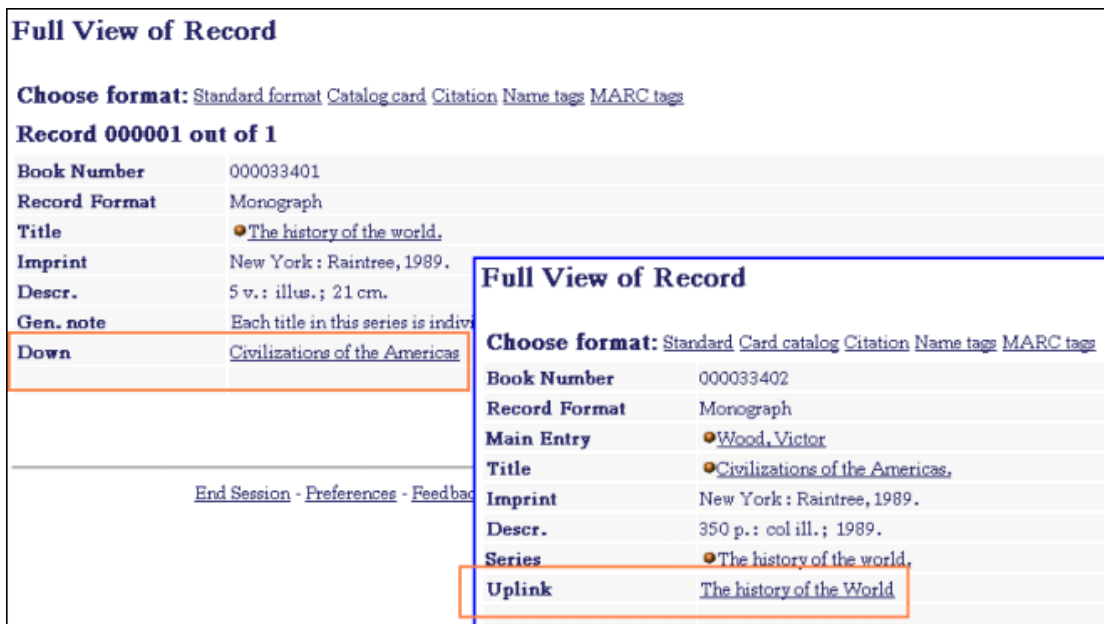 Full View of Record
Choose format: Standard format Catalog card Citation Name tags MARC tags
Record 000001 out of 1
Book Number 000033401
Record Format Monograph
Title The history of the world.
Imprint New York : Raintree, 1989.
Descr. 5 v.: illus.; 21 cm.
Gen. note Each title in this series is
Down Civilizations of the Americas
End Session - Preferences -
Full View of Record
Choose format: Standard Card catalog Citation Name tags MARC tags
Book Number 000033402
Record Format Monograph
Main Entry Wood, Victor
Title Civilizations of the Americas.
Imprint New York : Raintree, 1989.
Descr. 350 p.: col ill.; 1989.
Series The history of the world.
Uplink The history of the World